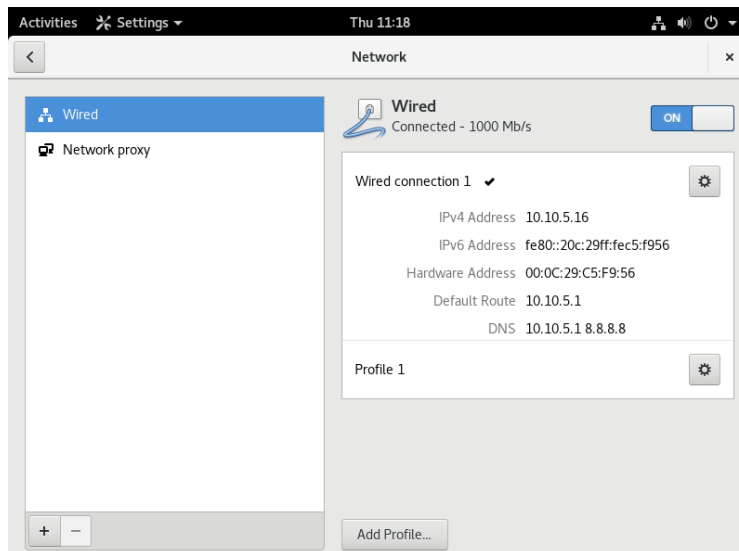 Activities Settings Thu 11:18
Network
Wired
Network proxy
Wired
Connected - 1000 Mb/s
ON
Wired connection 1
IPv4 Address 10.10.5.16
IPv6 Address fe80::20c:29ff:fec5:f956
Hardware Address 00:0C:29:C5:F9:56
Default Route 10.10.5.1
DNS 10.10.5.1 8.8.8.8
Profile 1
Add Profile...